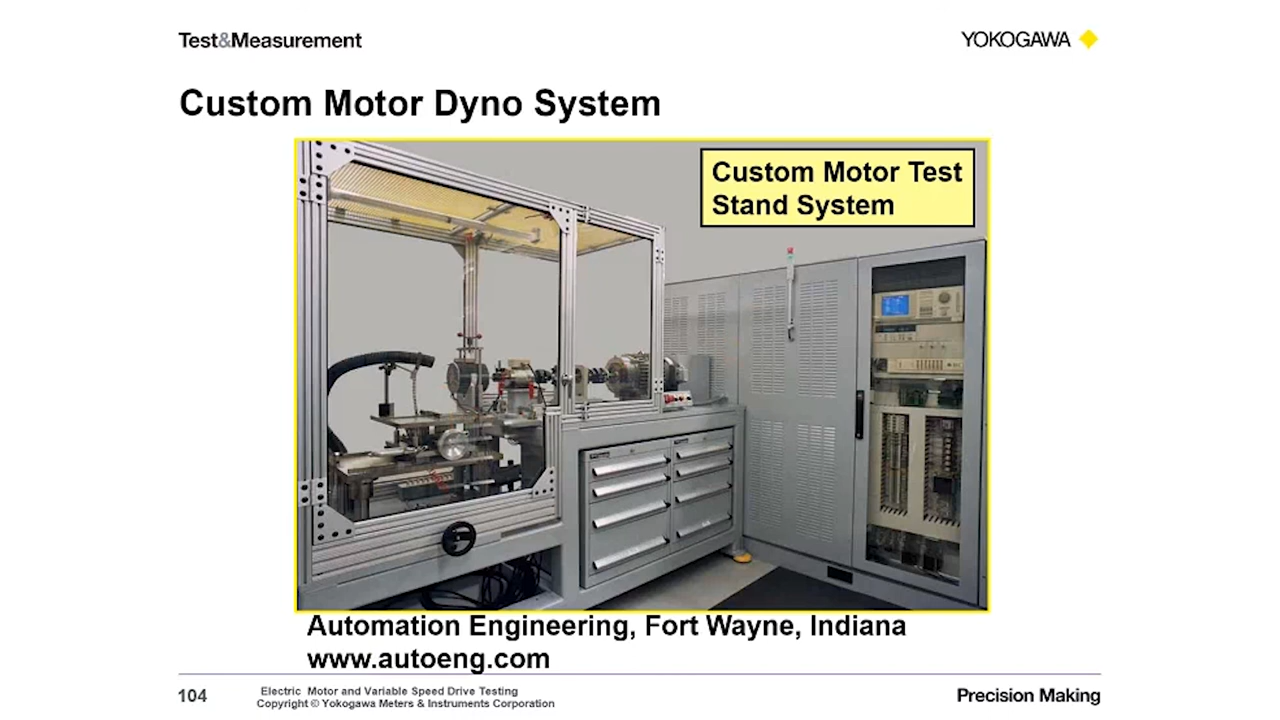 Test&Measurement
YOKOGAWA
Custom Motor Dyno System
Custom Motor Test
Stand System
Automation Engineering, Fort Wayne, Indiana
www.autoeng.com
104
Electric Motor and Variable Speed Drive Testing
Copyright © Yokogawa Meters & Instruments Corporation
Precision Making